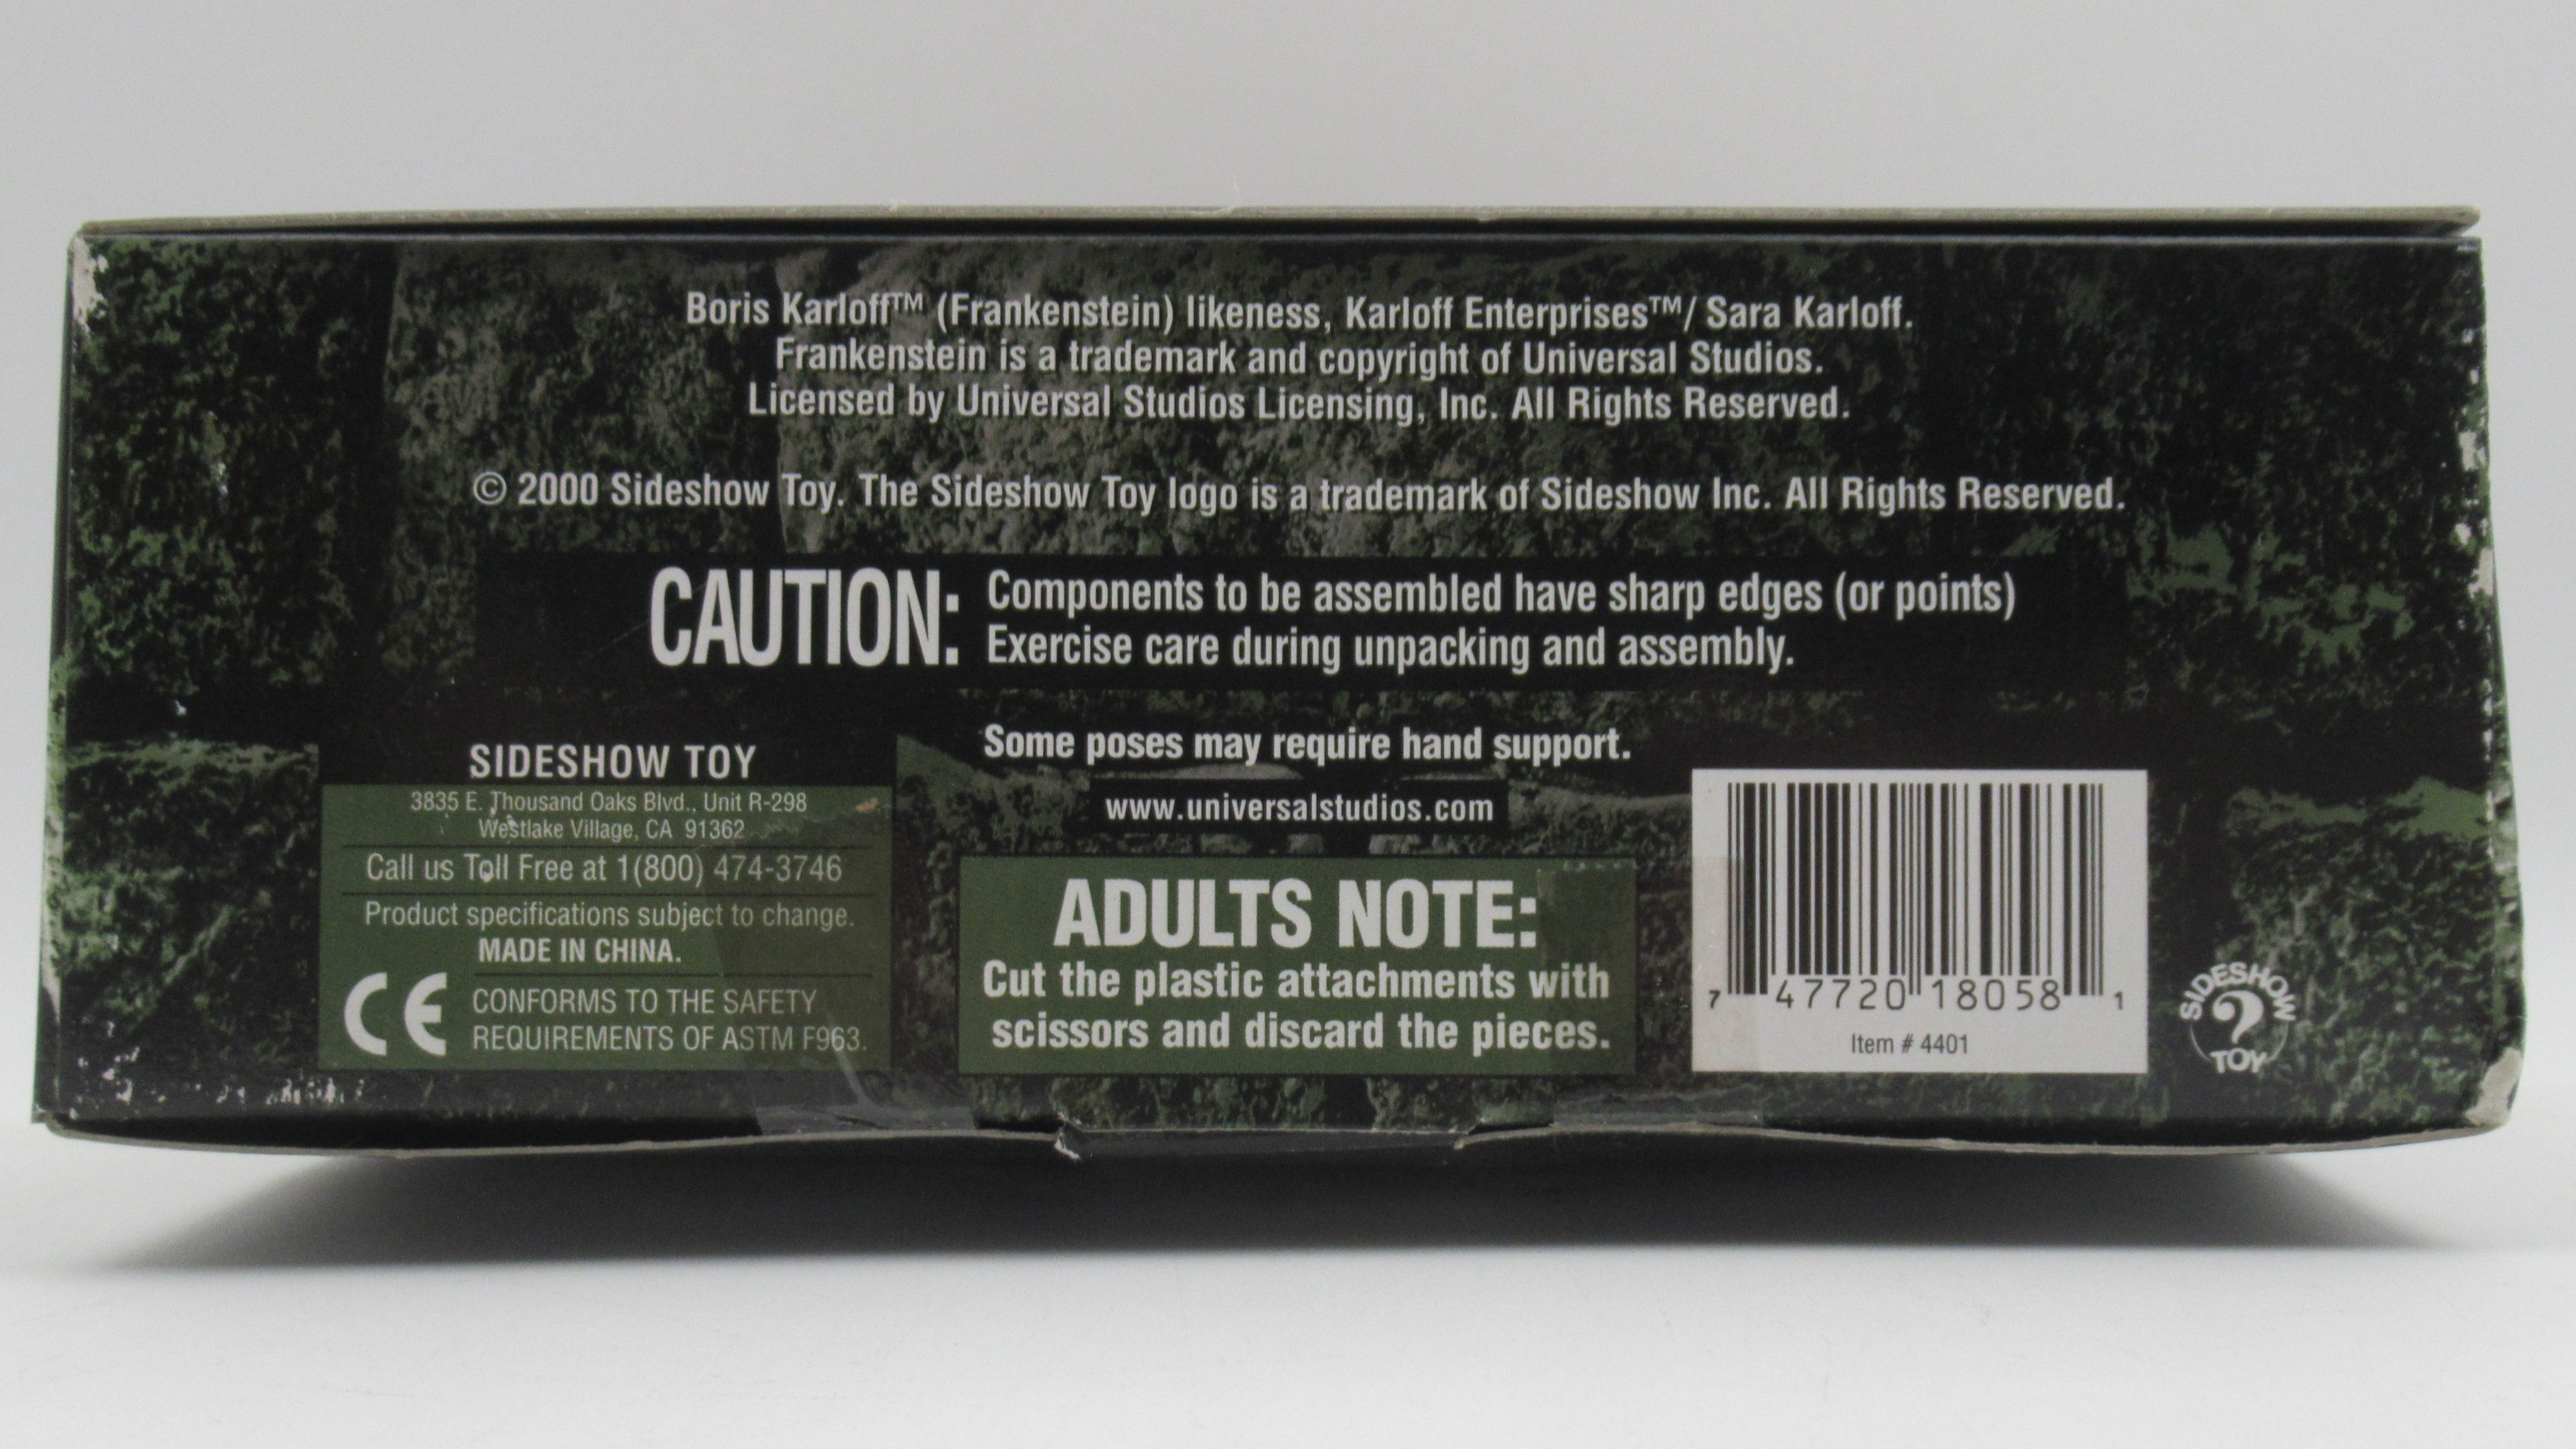 Boris Karloff™ (Frankenstein) likeness, Karloff Enterprises™/ Sara Karloff.
Frankenstein is a trademark and copyright of Universal Studios.
Licensed by Universal Studios Licensing, Inc. All Rights Reserved.
© 2000 Sideshow Toy. The Sideshow Toy logo is a trademark of Sideshow Inc. All Rights Reserved.
CAUTION: Components to be assembled have sharp edges (or points)
Exercise care during unpacking and assembly.
SIDESHOW TOY
3835 E. Thousand Oaks Blvd., Unit R-298
Westlake Village, CA 91362
Call us Toll Free at 1(800) 474-3746
Product specifications subject to change.
MADE IN CHINA.
CE
CONFORMS TO THE SAFETY
REQUIREMENTS OF ASTM F963.
Some poses may require hand support.
www.universalstudios.com
ADULTS NOTE:
Cut the plastic attachments with
scissors and discard the pieces.
7 47720 18058 1
Item # 4401
SIDESHOW
?
TOY